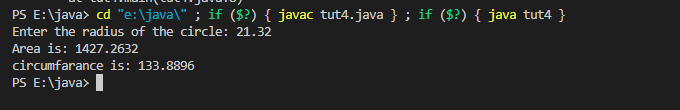 PS E:\java> cd "e:\java\" ; if ($?) { javac tut4.java } ; if ($?) { java tut4 }
Enter the radius of the circle: 21.32
Area is: 1427.2632
circumfarance is: 133.8896
PS E:\java>